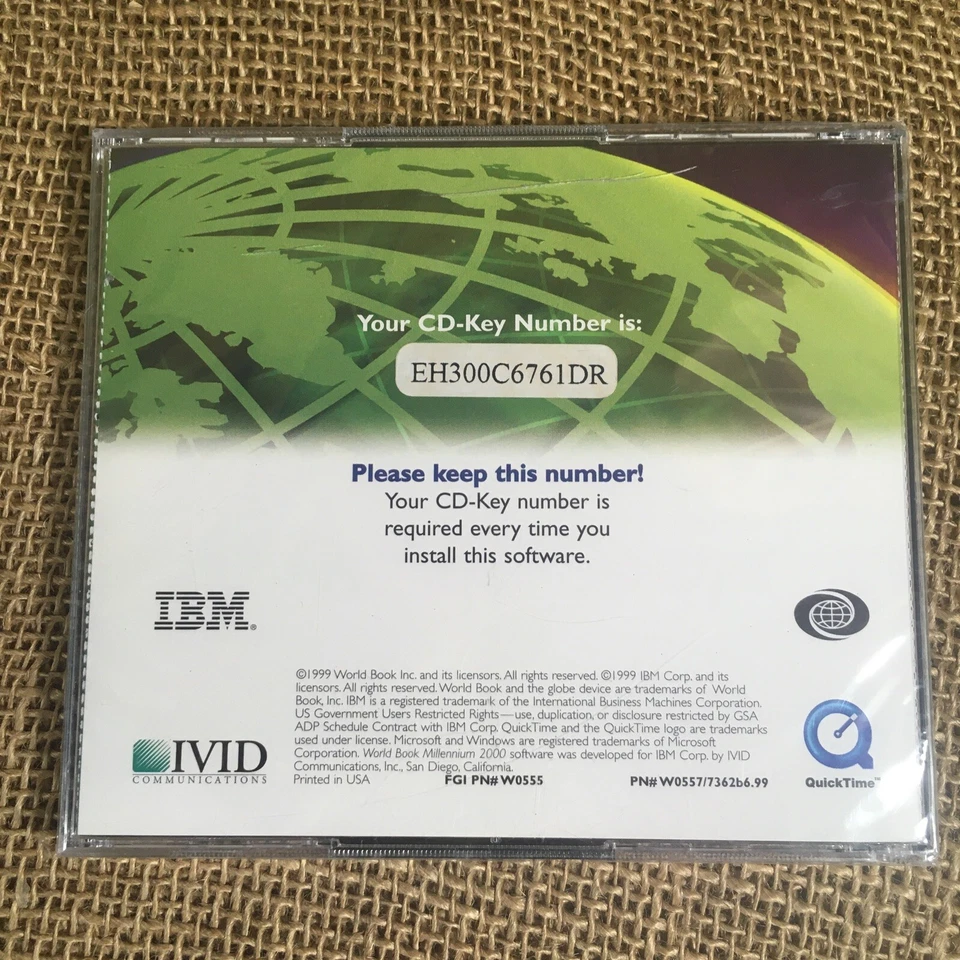 Your CD-Key Number is:
EH300C6761DR
Please keep this number!
Your CD-Key number is
required every time you
install this software.
IBM®
©1999 World Book Inc. and its licensors. All rights reserved. ©1999 IBM Corp. and its
licensors. All rights reserved. World Book and the globe device are trademarks of World
Book, Inc. IBM is a registered trademark of the International Business Machines Corporation.
US Government Users Restricted Rights—use, duplication, or disclosure restricted by GSA
ADP Schedule Contract with IBM Corp. QuickTime and the QuickTime logo are trademarks
used under license. Microsoft and Windows are registered trademarks of Microsoft
Corporation. World Book Millennium 2000 software was developed for IBM Corp. by IVID
Communications, Inc., San Diego, California.
Printed in USA FGI PN# W0555 PN# W0557/7362b6.99
IVID
COMMUNICATIONS
QuickTime™